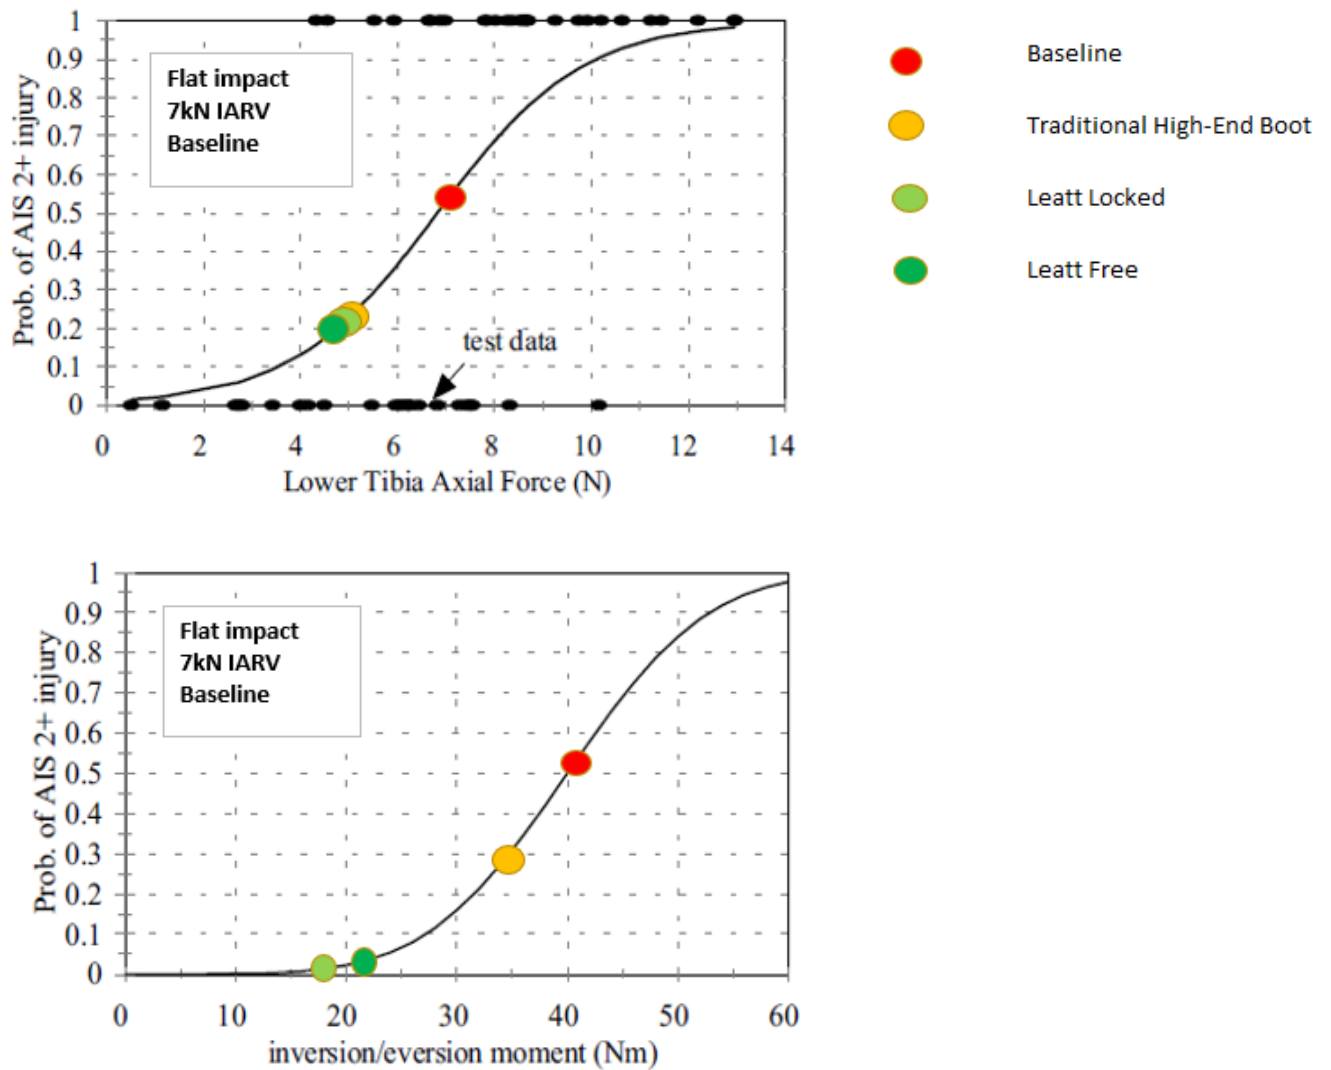 1
0.9
0.8
0.7
0.6
0.5
0.4
0.3
0.2
0.1
0
Prob. of AIS 2+ injury
Flat impact
7kN IARV
Baseline
test data
0 2 4 6 8 10 12 14
Lower Tibia Axial Force (N)
Baseline
Traditional High-End Boot
Leatt Locked
Leatt Free
1
0.9
0.8
0.7
0.6
0.5
0.4
0.3
0.2
0.1
0
Prob. of AIS 2+ injury
Flat impact
7kN IARV
Baseline
0 10 20 30 40 50 60
inversion/eversion moment (Nm)